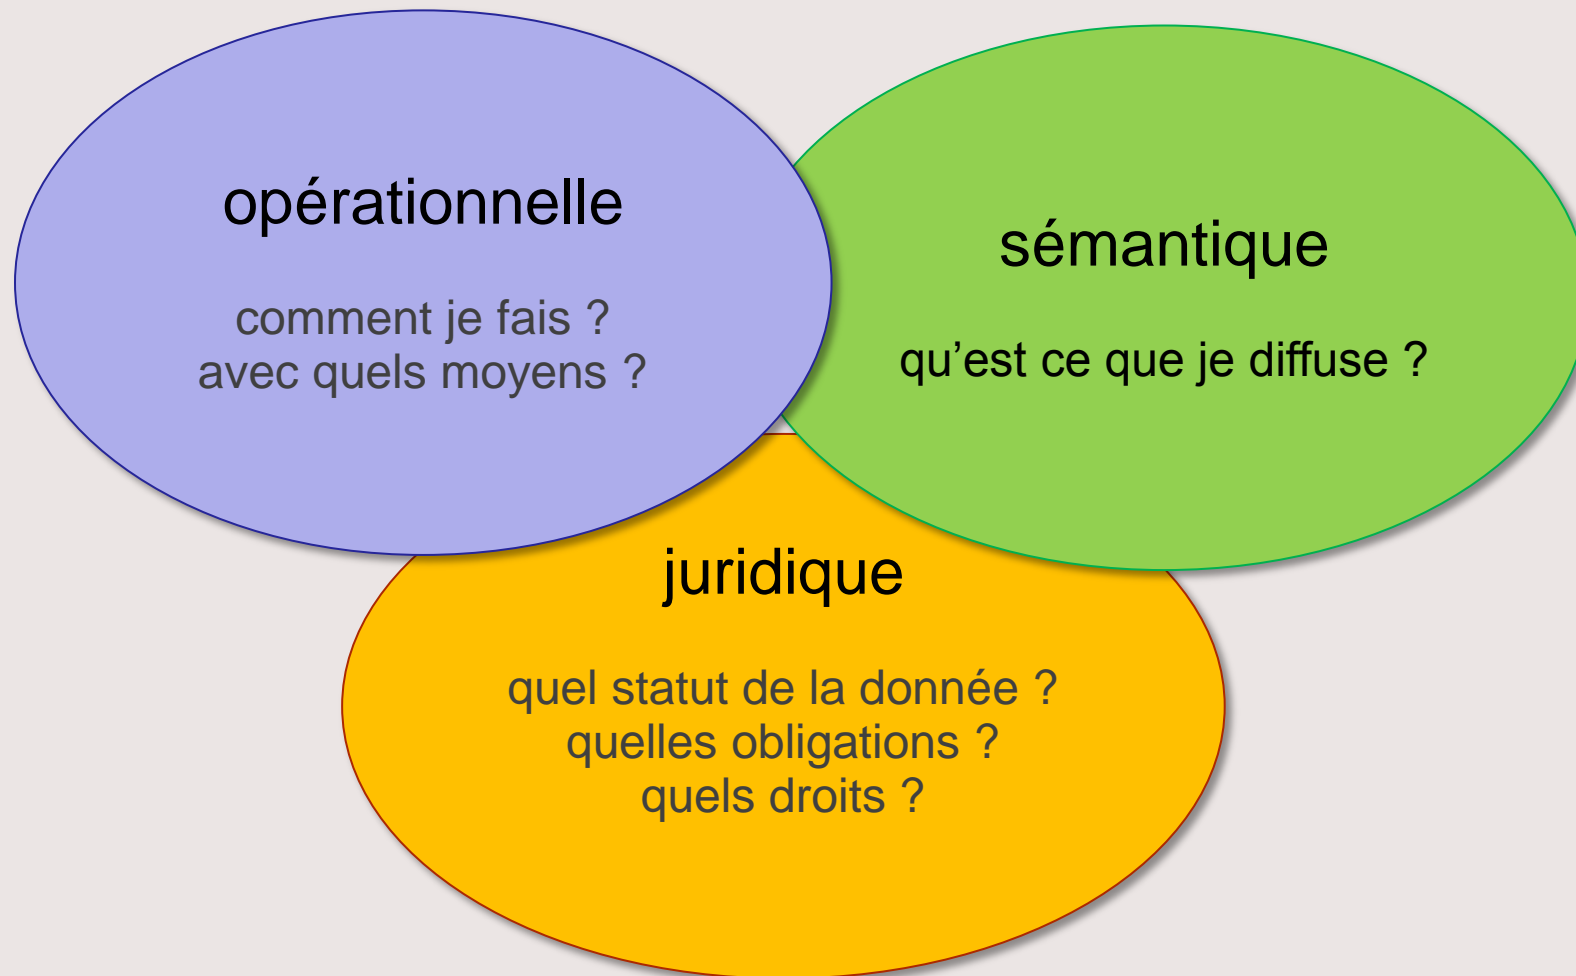 opérationnelle
comment je fais ?
avec quels moyens ?
sémantique
qu’est ce que je diffuse ?
juridique
quel statut de la donnée ?
quelles obligations ?
quels droits ?